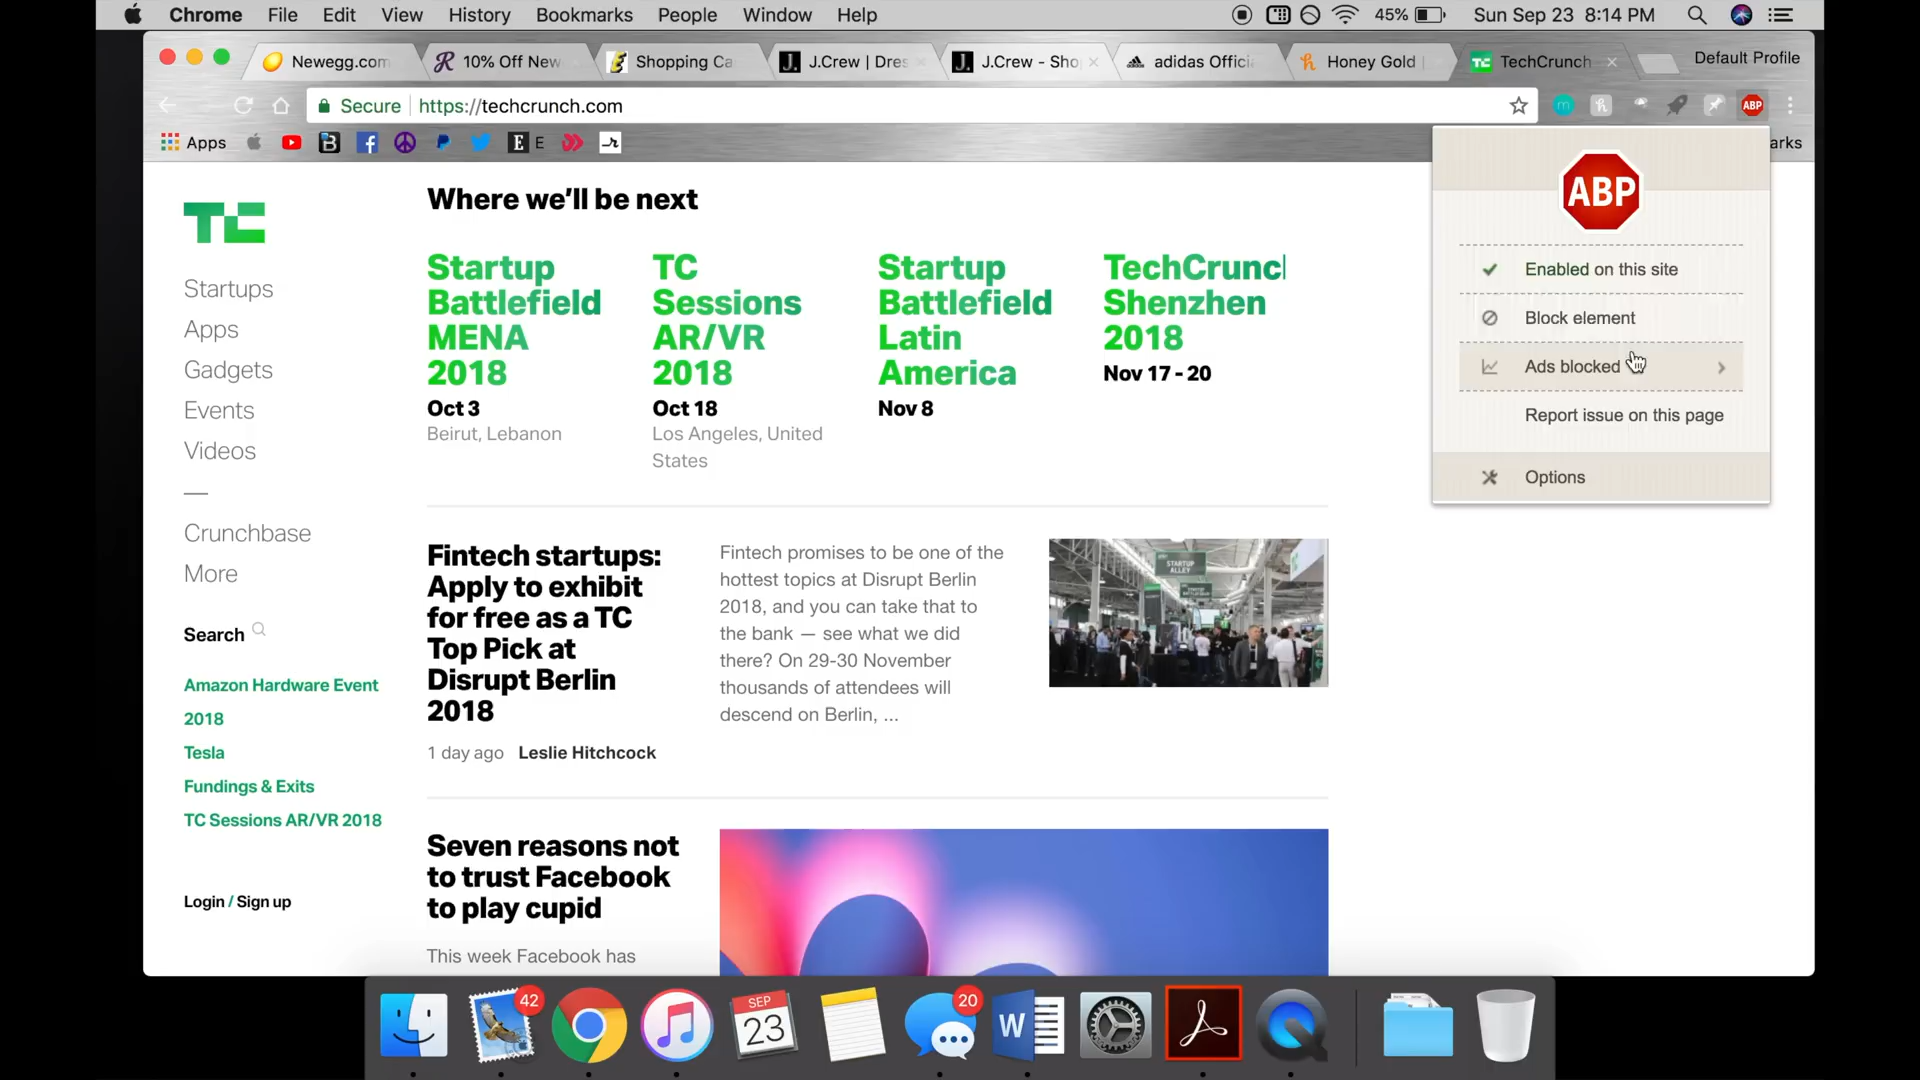 Chrome File Edit View History Bookmarks People Window Help 45% Sun Sep 23 8:14 PM
Newegg.com 10% Off New Shopping Ca J.Crew | Dres J.Crew - Sho adidas Offici Honey Gold | TechCrunch Default Profile
Secure https://techcrunch.com ABP
Apps E E arks
TC
Startups
Apps
Gadgets
Events
Videos
Crunchbase
More
Search
Amazon Hardware Event
2018
Tesla
Fundings & Exits
TC Sessions AR/VR 2018
Login / Sign up
Where we'll be next
Startup
Battlefield
MENA
2018
Oct 3
Beirut, Lebanon
TC
Sessions
AR/VR
2018
Oct 18
Los Angeles, United
States
Startup
Battlefield
Latin
America
Nov 8
TechCrunch
Shenzhen
2018
Nov 17 - 20
Fintech startups:
Apply to exhibit
for free as a TC
Top Pick at
Disrupt Berlin
2018
1 day ago Leslie Hitchcock
Fintech promises to be one of the
hottest topics at Disrupt Berlin
2018, and you can take that to
the bank — see what we did
there? On 29-30 November
thousands of attendees will
descend on Berlin, ...
STARTUP
ALLEY
Seven reasons not
to trust Facebook
to play cupid
This week Facebook has
ABP
Enabled on this site
Block element
Ads blocked
Report issue on this page
Options
42
SEP
23
20
W